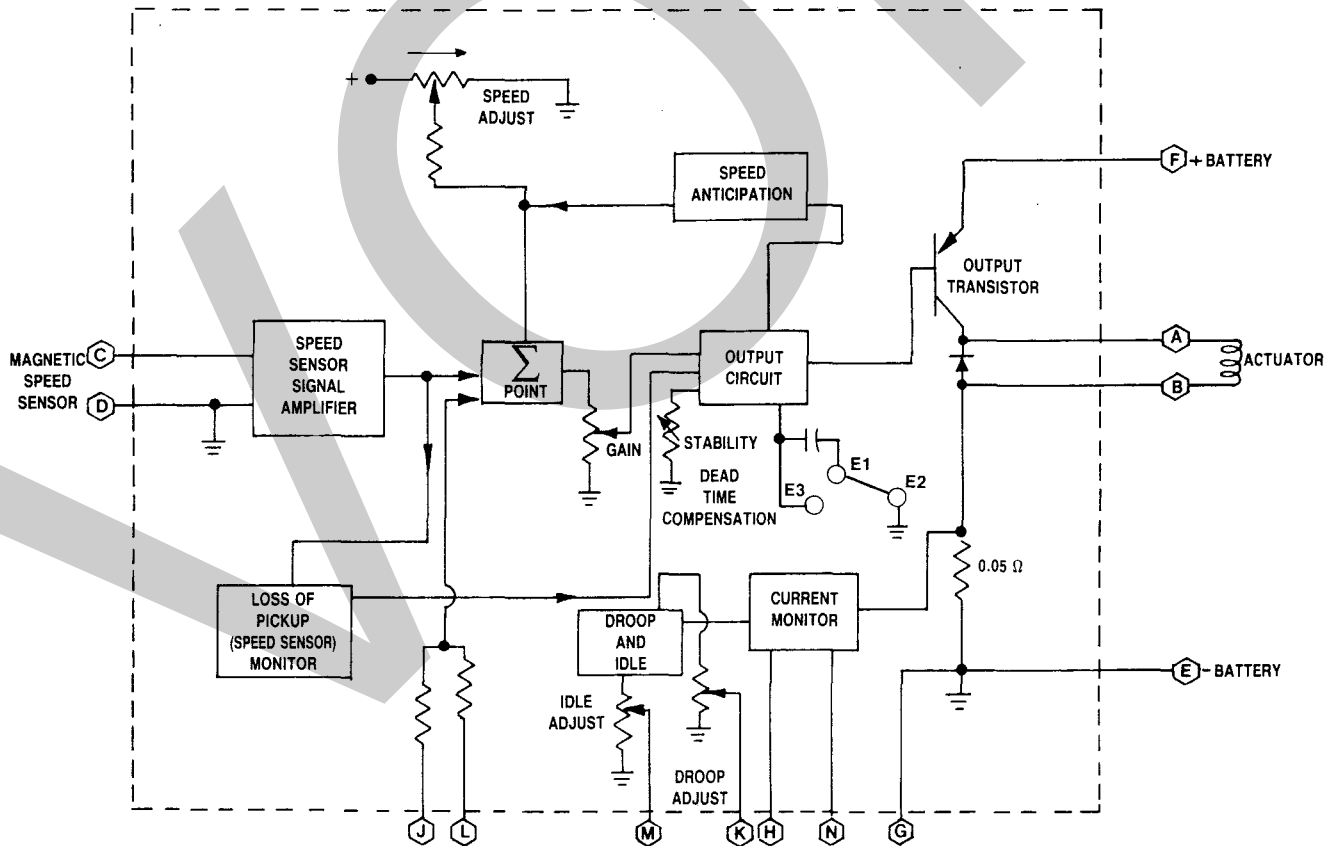 +
SPEED
ADJUST
SPEED
ANTICIPATION
F + BATTERY
OUTPUT
TRANSISTOR
MAGNETIC C
SPEED
SENSOR D
SPEED
SENSOR
SIGNAL
AMPLIFIER
Σ
POINT
OUTPUT
CIRCUIT
A
ACTUATOR
B
GAIN
STABILITY
DEAD
TIME
COMPENSATION
E1
E2
E3
0.05 Ω
LOSS OF
PICKUP
(SPEED SENSOR)
MONITOR
DROOP
AND
IDLE
CURRENT
MONITOR
E - BATTERY
IDLE
ADJUST
DROOP
ADJUST
J L M K H N G